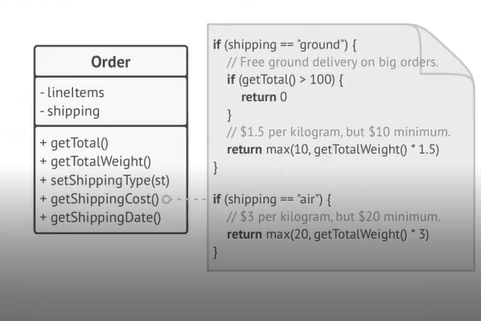 Order
- lineItems
- shipping
+ getTotal()
+ getTotalWeight()
+ setShippingType(st)
+ getShippingCost()
+ getShippingDate()
if (shipping == "ground") {
// Free ground delivery on big orders.
if (getTotal() > 100) {
return 0
}
// $1.5 per kilogram, but $10 minimum.
return max(10, getTotalWeight() * 1.5)
}
if (shipping == "air") {
// $3 per kilogram, but $20 minimum.
return max(20, getTotalWeight() * 3)
}